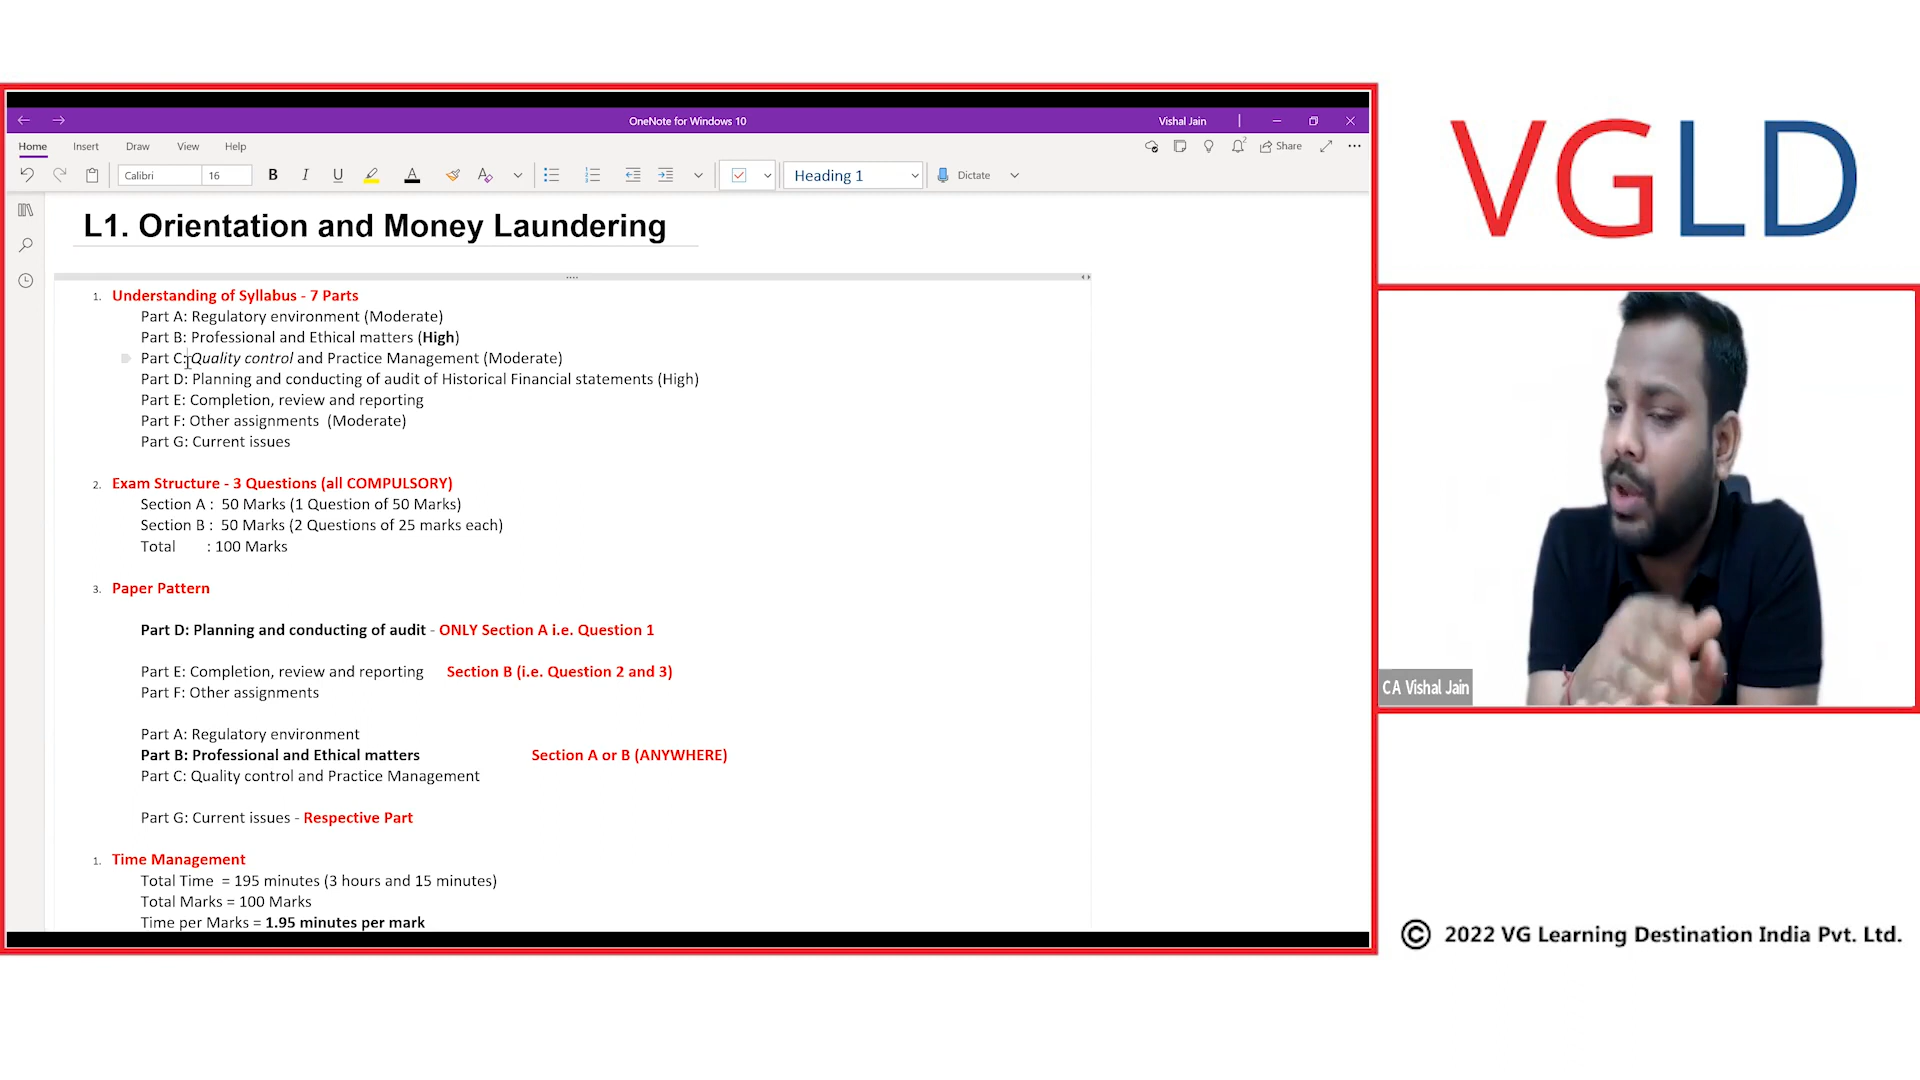 OneNote for Windows 10
Vishal Jain
Home Insert Draw View Help
Share
Calibri 16 B I U A Heading 1 Dictate
L1. Orientation and Money Laundering
1. Understanding of Syllabus - 7 Parts
Part A: Regulatory environment (Moderate)
Part B: Professional and Ethical matters (High)
Part C: Quality control and Practice Management (Moderate)
Part D: Planning and conducting of audit of Historical Financial statements (High)
Part E: Completion, review and reporting
Part F: Other assignments (Moderate)
Part G: Current issues
2. Exam Structure - 3 Questions (all COMPULSORY)
Section A : 50 Marks (1 Question of 50 Marks)
Section B : 50 Marks (2 Questions of 25 marks each)
Total : 100 Marks
3. Paper Pattern
Part D: Planning and conducting of audit - ONLY Section A i.e. Question 1
Part E: Completion, review and reporting Section B (i.e. Question 2 and 3)
Part F: Other assignments
Part A: Regulatory environment
Part B: Professional and Ethical matters Section A or B (ANYWHERE)
Part C: Quality control and Practice Management
Part G: Current issues - Respective Part
1. Time Management
Total Time = 195 minutes (3 hours and 15 minutes)
Total Marks = 100 Marks
Time per Marks = 1.95 minutes per mark
VGLD
CA Vishal Jain
© 2022 VG Learning Destination India Pvt. Ltd.